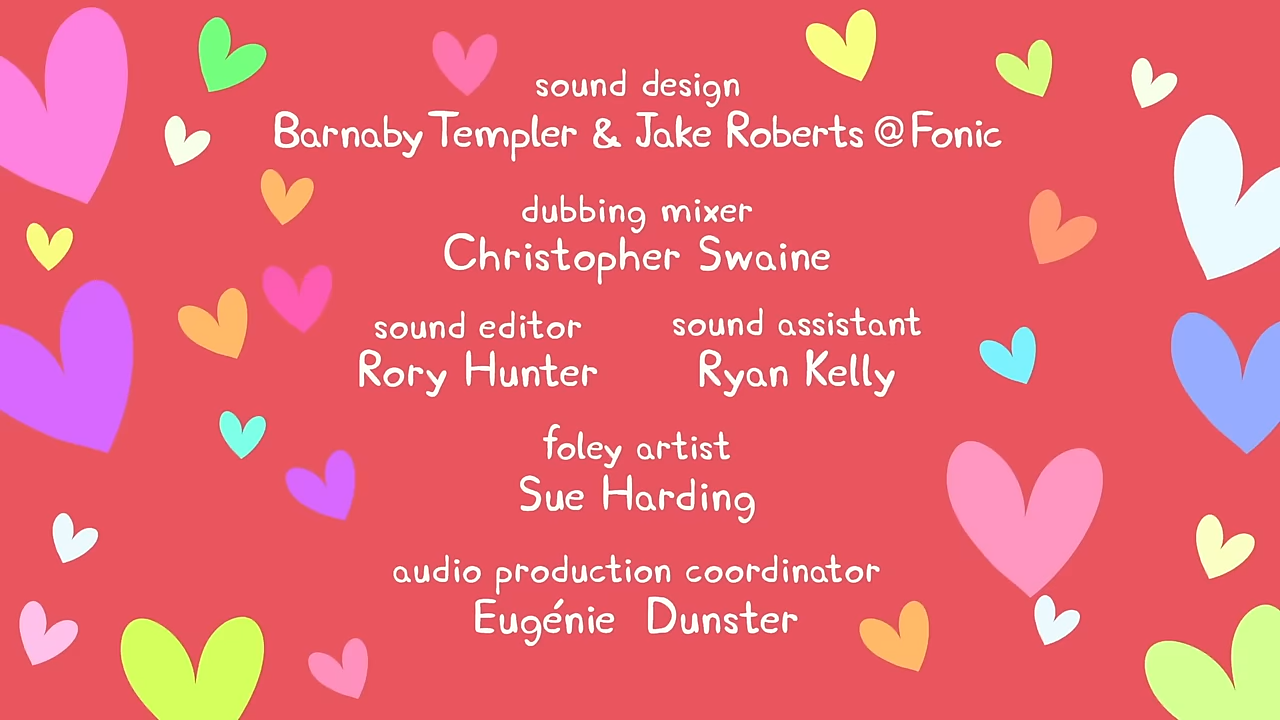 sound design
Barnaby Templer & Jake Roberts @ Fonic
dubbing mixer
Christopher Swaine
sound editor
Rory Hunter
sound assistant
Ryan Kelly
foley artist
Sue Harding
audio production coordinator
Eugénie Dunster